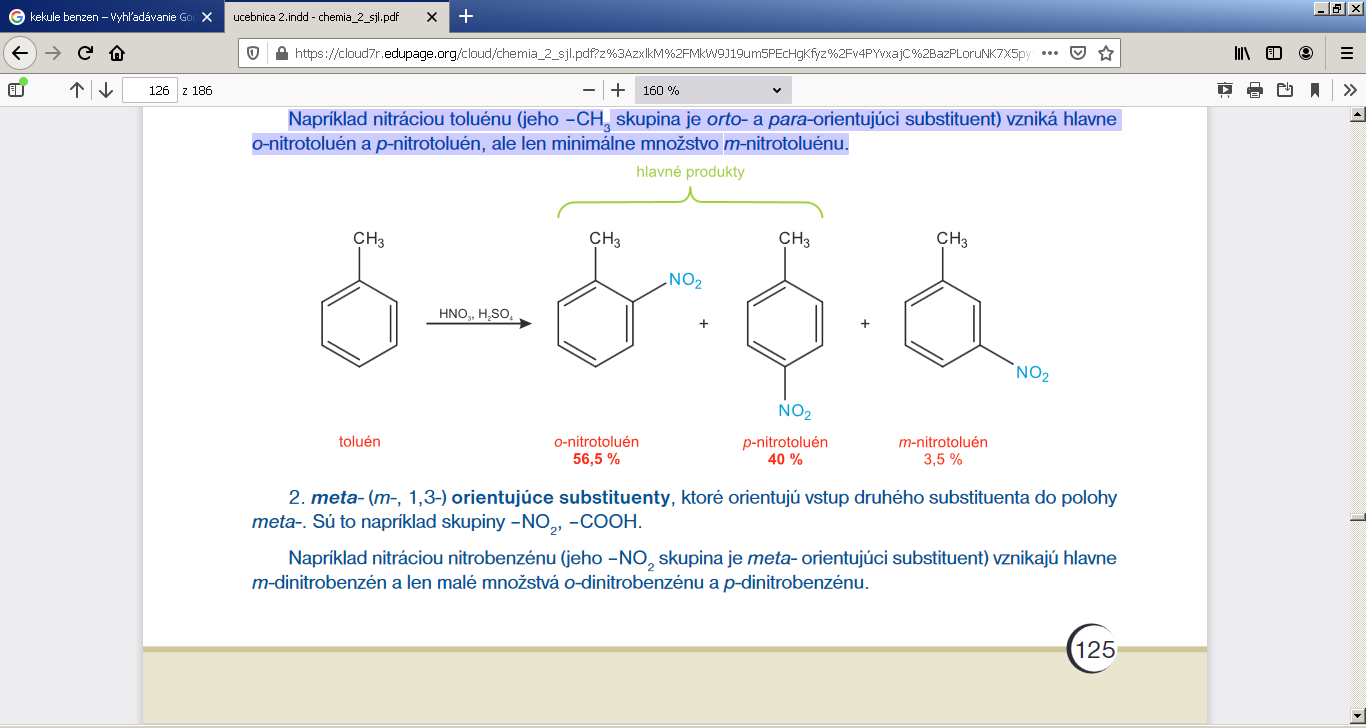 kekule benzen – Vyhľadávanie Goo
ucebnica 2.indd - chemia_2_sjl.pdf
https://cloud7r.edupage.org/cloud/chemia_2_sjl.pdf?z%3AzxlkM%2FMkW9J19um5PEcHgKfyz%2Fv4PYvxajC%2BazPLoruNK7X5py
126 z 186
160 %
Napríklad nitráciou toluénu (jeho –CH3 skupina je orto- a para-orientujúci substituent) vzniká hlavne
o-nitrotoluén a p-nitrotoluén, ale len minimálne množstvo m-nitrotoluénu.
hlavné produkty
CH3 CH3 CH3 CH3
NO2
HNO3, H2SO4
+ +
NO2
NO2
toluén o-nitrotoluén p-nitrotoluén m-nitrotoluén
56,5 % 40 % 3,5 %
2. meta- (m-, 1,3-) orientujúce substituenty, ktoré orientujú vstup druhého substituenta do polohy
meta-. Sú to napríklad skupiny –NO2, –COOH.
Napríklad nitráciou nitrobenzénu (jeho –NO2 skupina je meta- orientujúci substituent) vznikajú hlavne
m-dinitrobenzén a len malé množstvá o-dinitrobenzénu a p-dinitrobenzénu.
125